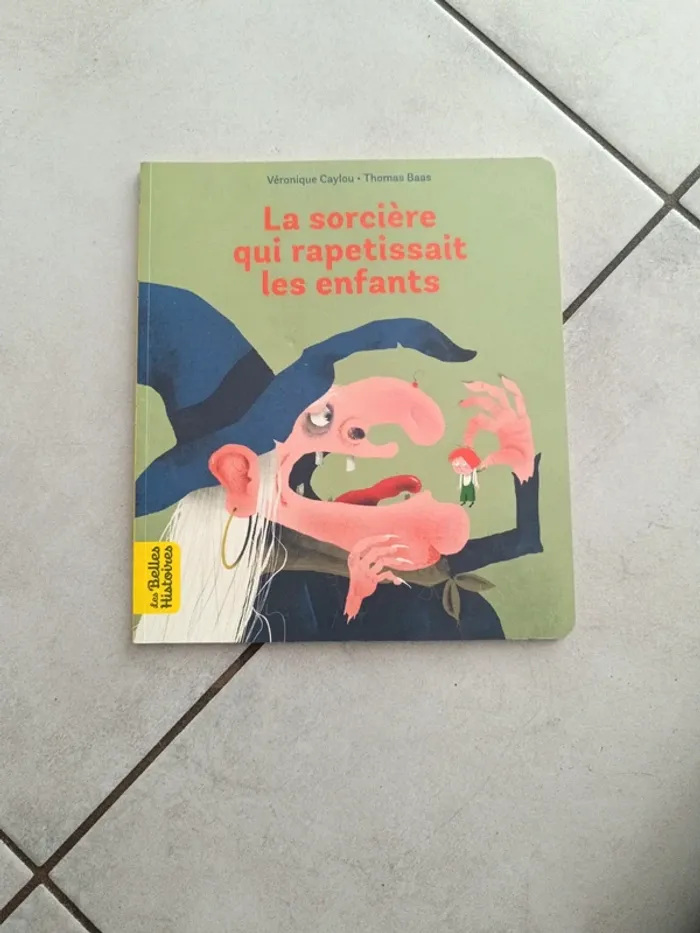 Véronique Caylou • Thomas Baas
La sorcière
qui rapetissait
les enfants
Les Belles
Histoires